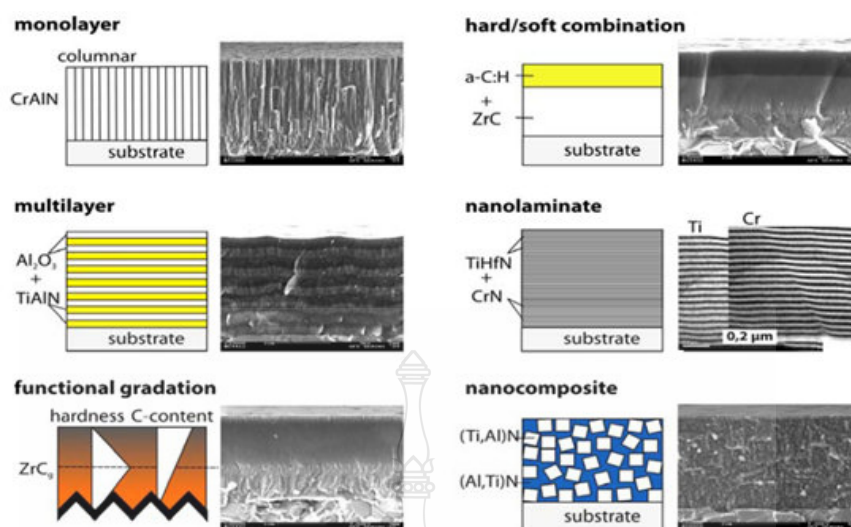 monolayer
columnar
CrAlN
substrate
hard/soft combination
a-C:H
+
ZrC
substrate
multilayer
Al₂O₃
+
TiAlN
substrate
nanolaminate
TiHfN
+
CrN
substrate
Ti
Cr
0,2 µm
functional gradation
hardness C-content
ZrCg
nanocomposite
(Ti,Al)N
(Al,Ti)N
substrate